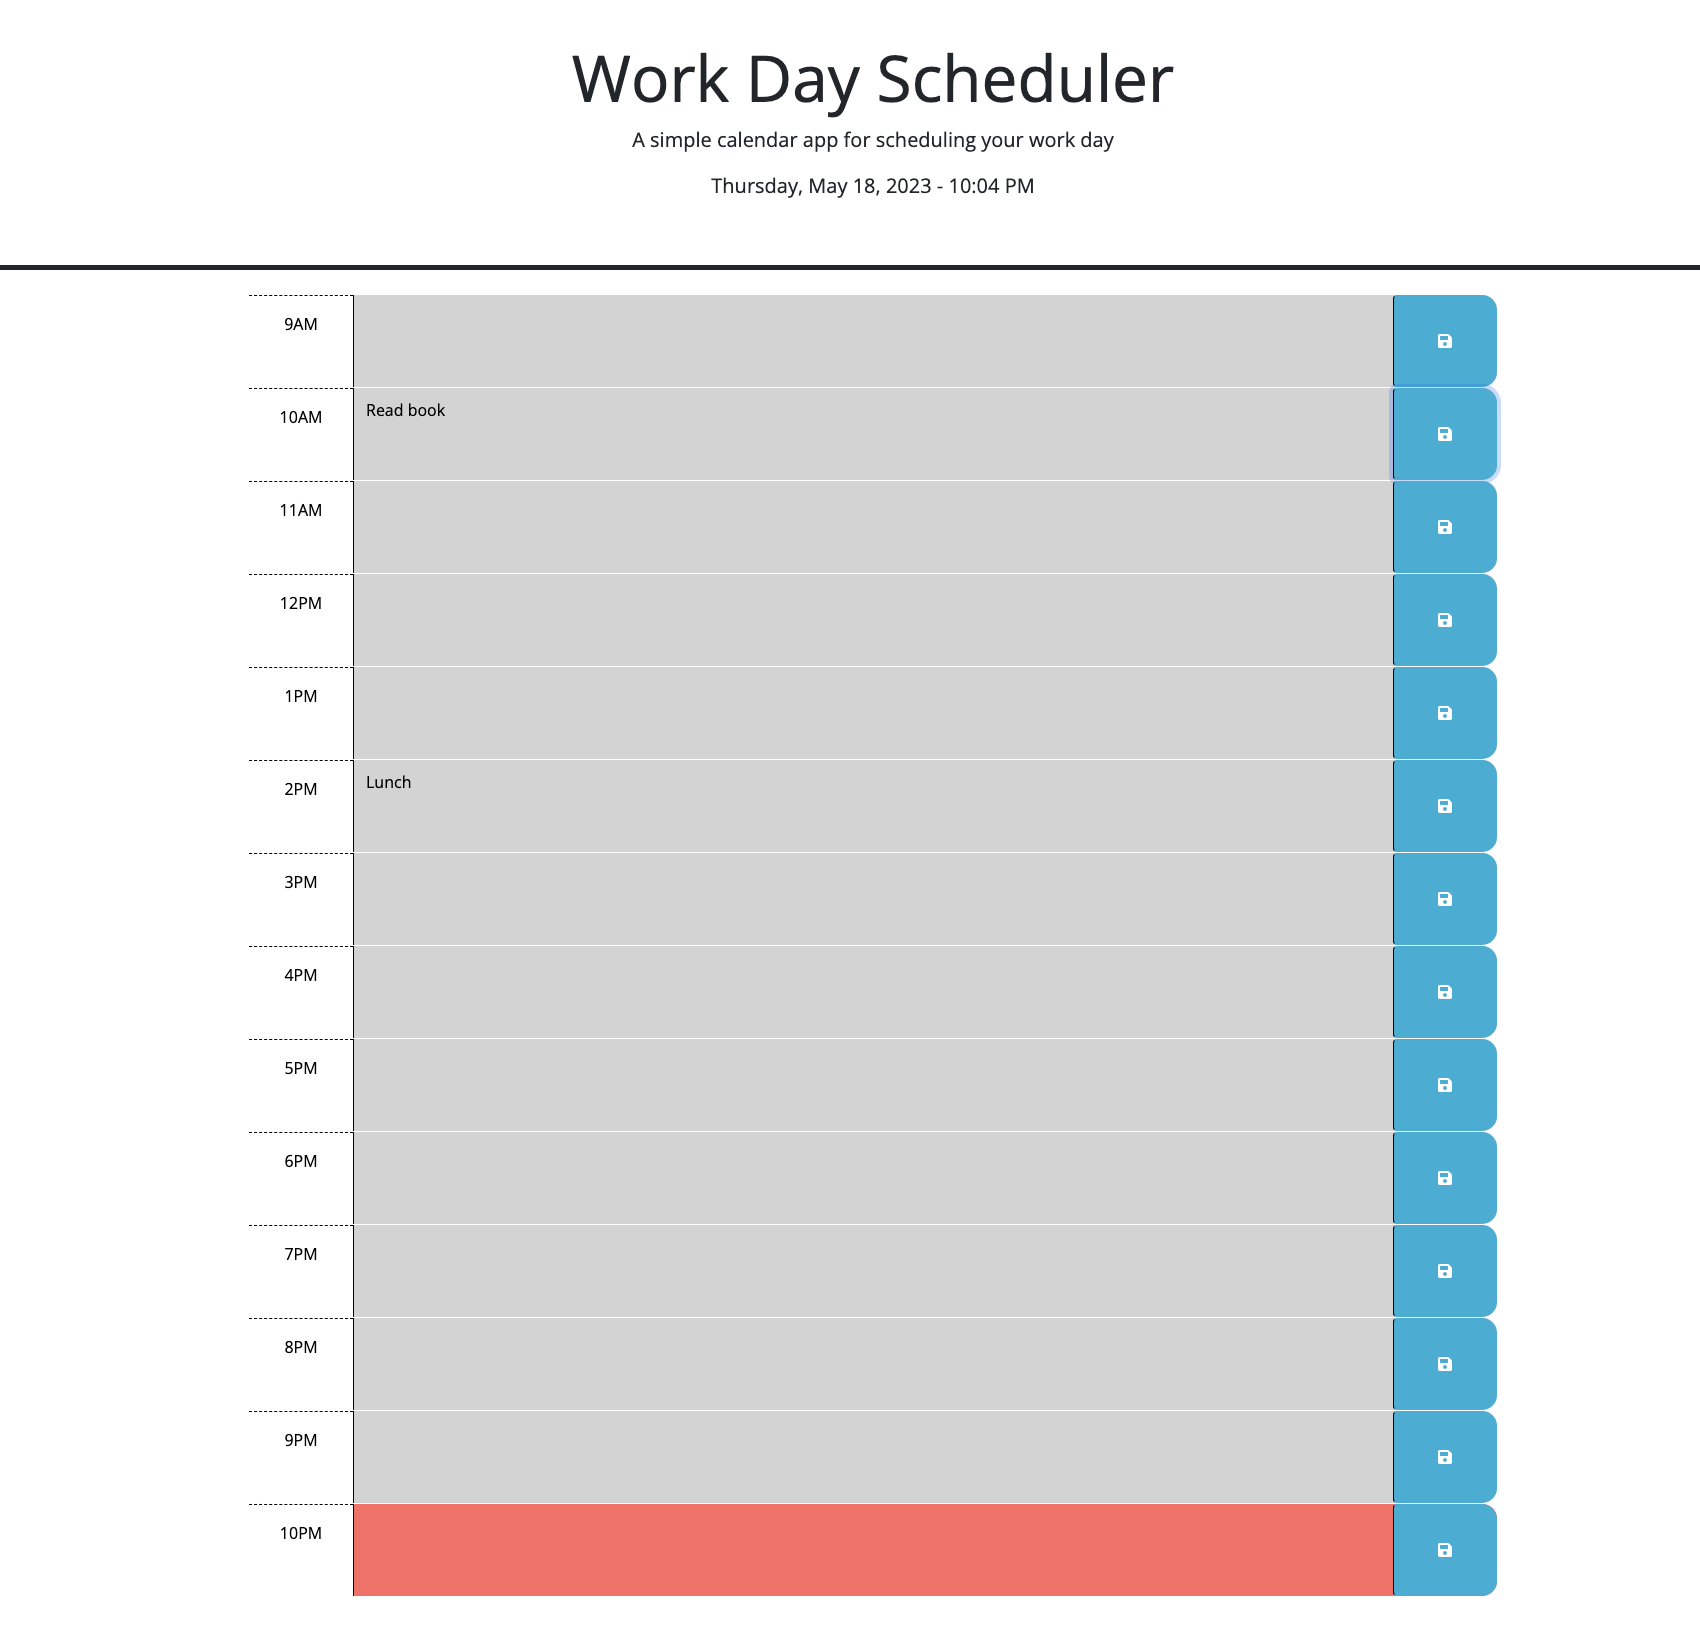 Work Day Scheduler
A simple calendar app for scheduling your work day
Thursday, May 18, 2023 - 10:04 PM
9AM
10AM Read book
11AM
12PM
1PM
2PM Lunch
3PM
4PM
5PM
6PM
7PM
8PM
9PM
10PM